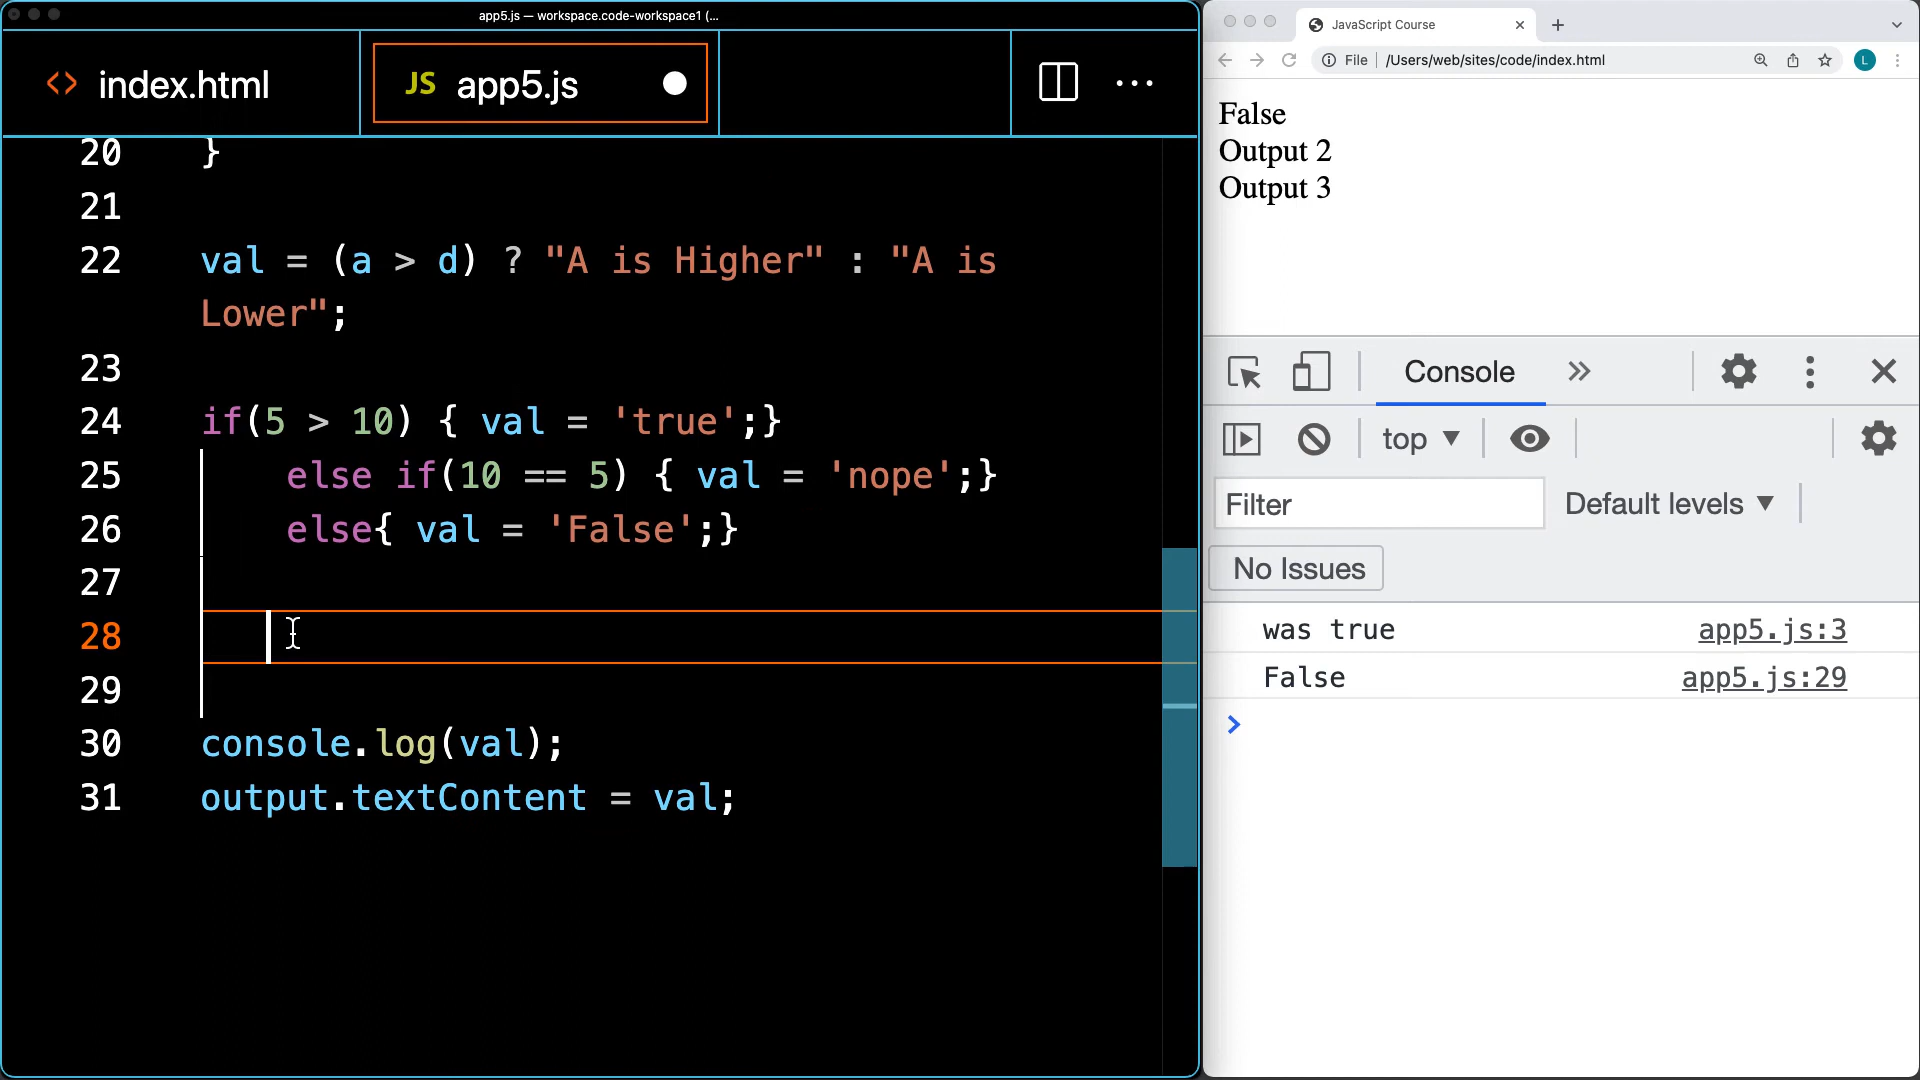 app5.js — workspace.code-workspace1 (...
<> index.html
JS app5.js
20 }
21
22 val = (a > d) ? "A is Higher" : "A is
Lower";
23
24 if(5 > 10) { val = 'true';}
25 else if(10 == 5) { val = 'nope';}
26 else{ val = 'False';}
27
28
29
30 console.log(val);
31 output.textContent = val;
JavaScript Course
File /Users/web/sites/code/index.html
L
False
Output 2
Output 3
Console
top
Filter
Default levels
No Issues
was true app5.js:3
False app5.js:29